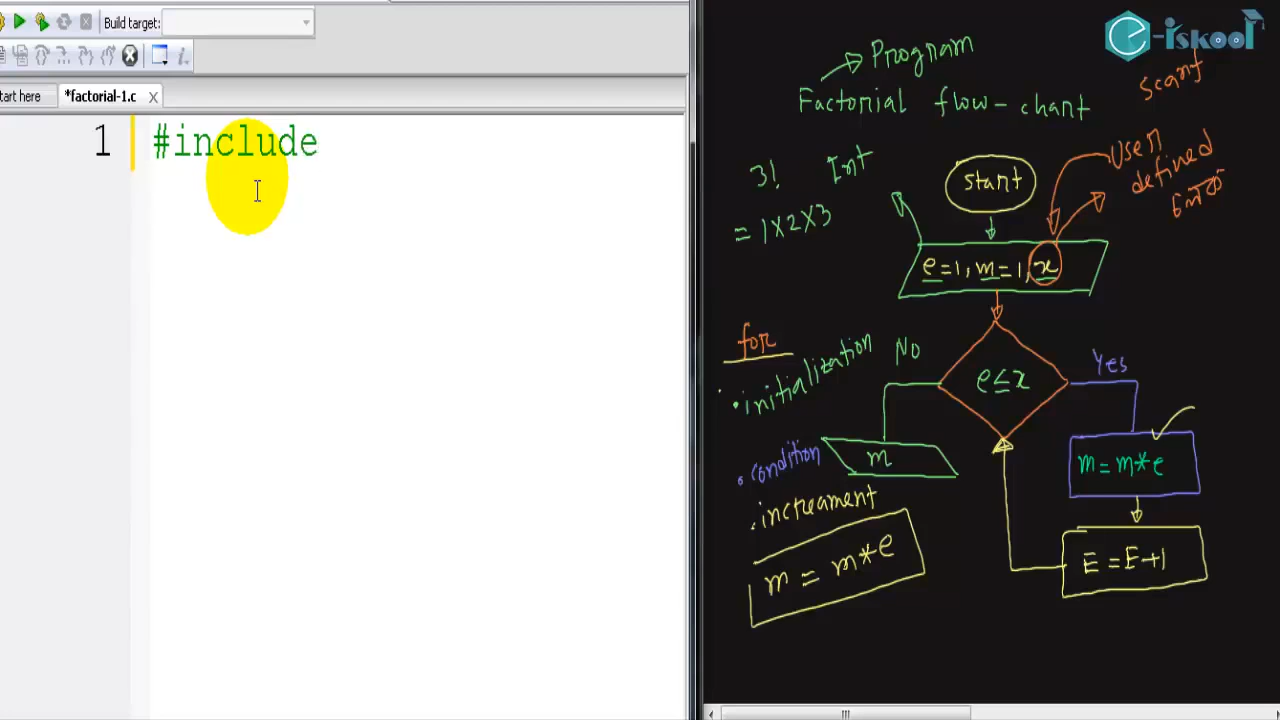 Build target:
tart here
*factorial-1.c
1 #include
e-iskool
Program
Factorial flow-chart
scanf
3! Int
= 1x2x3
start
User
defined
e=1, m=1, x
for
. initialization
No
e≤x
Yes
. condition
m
m=m*e
. increament
m = m*e
E=E+1